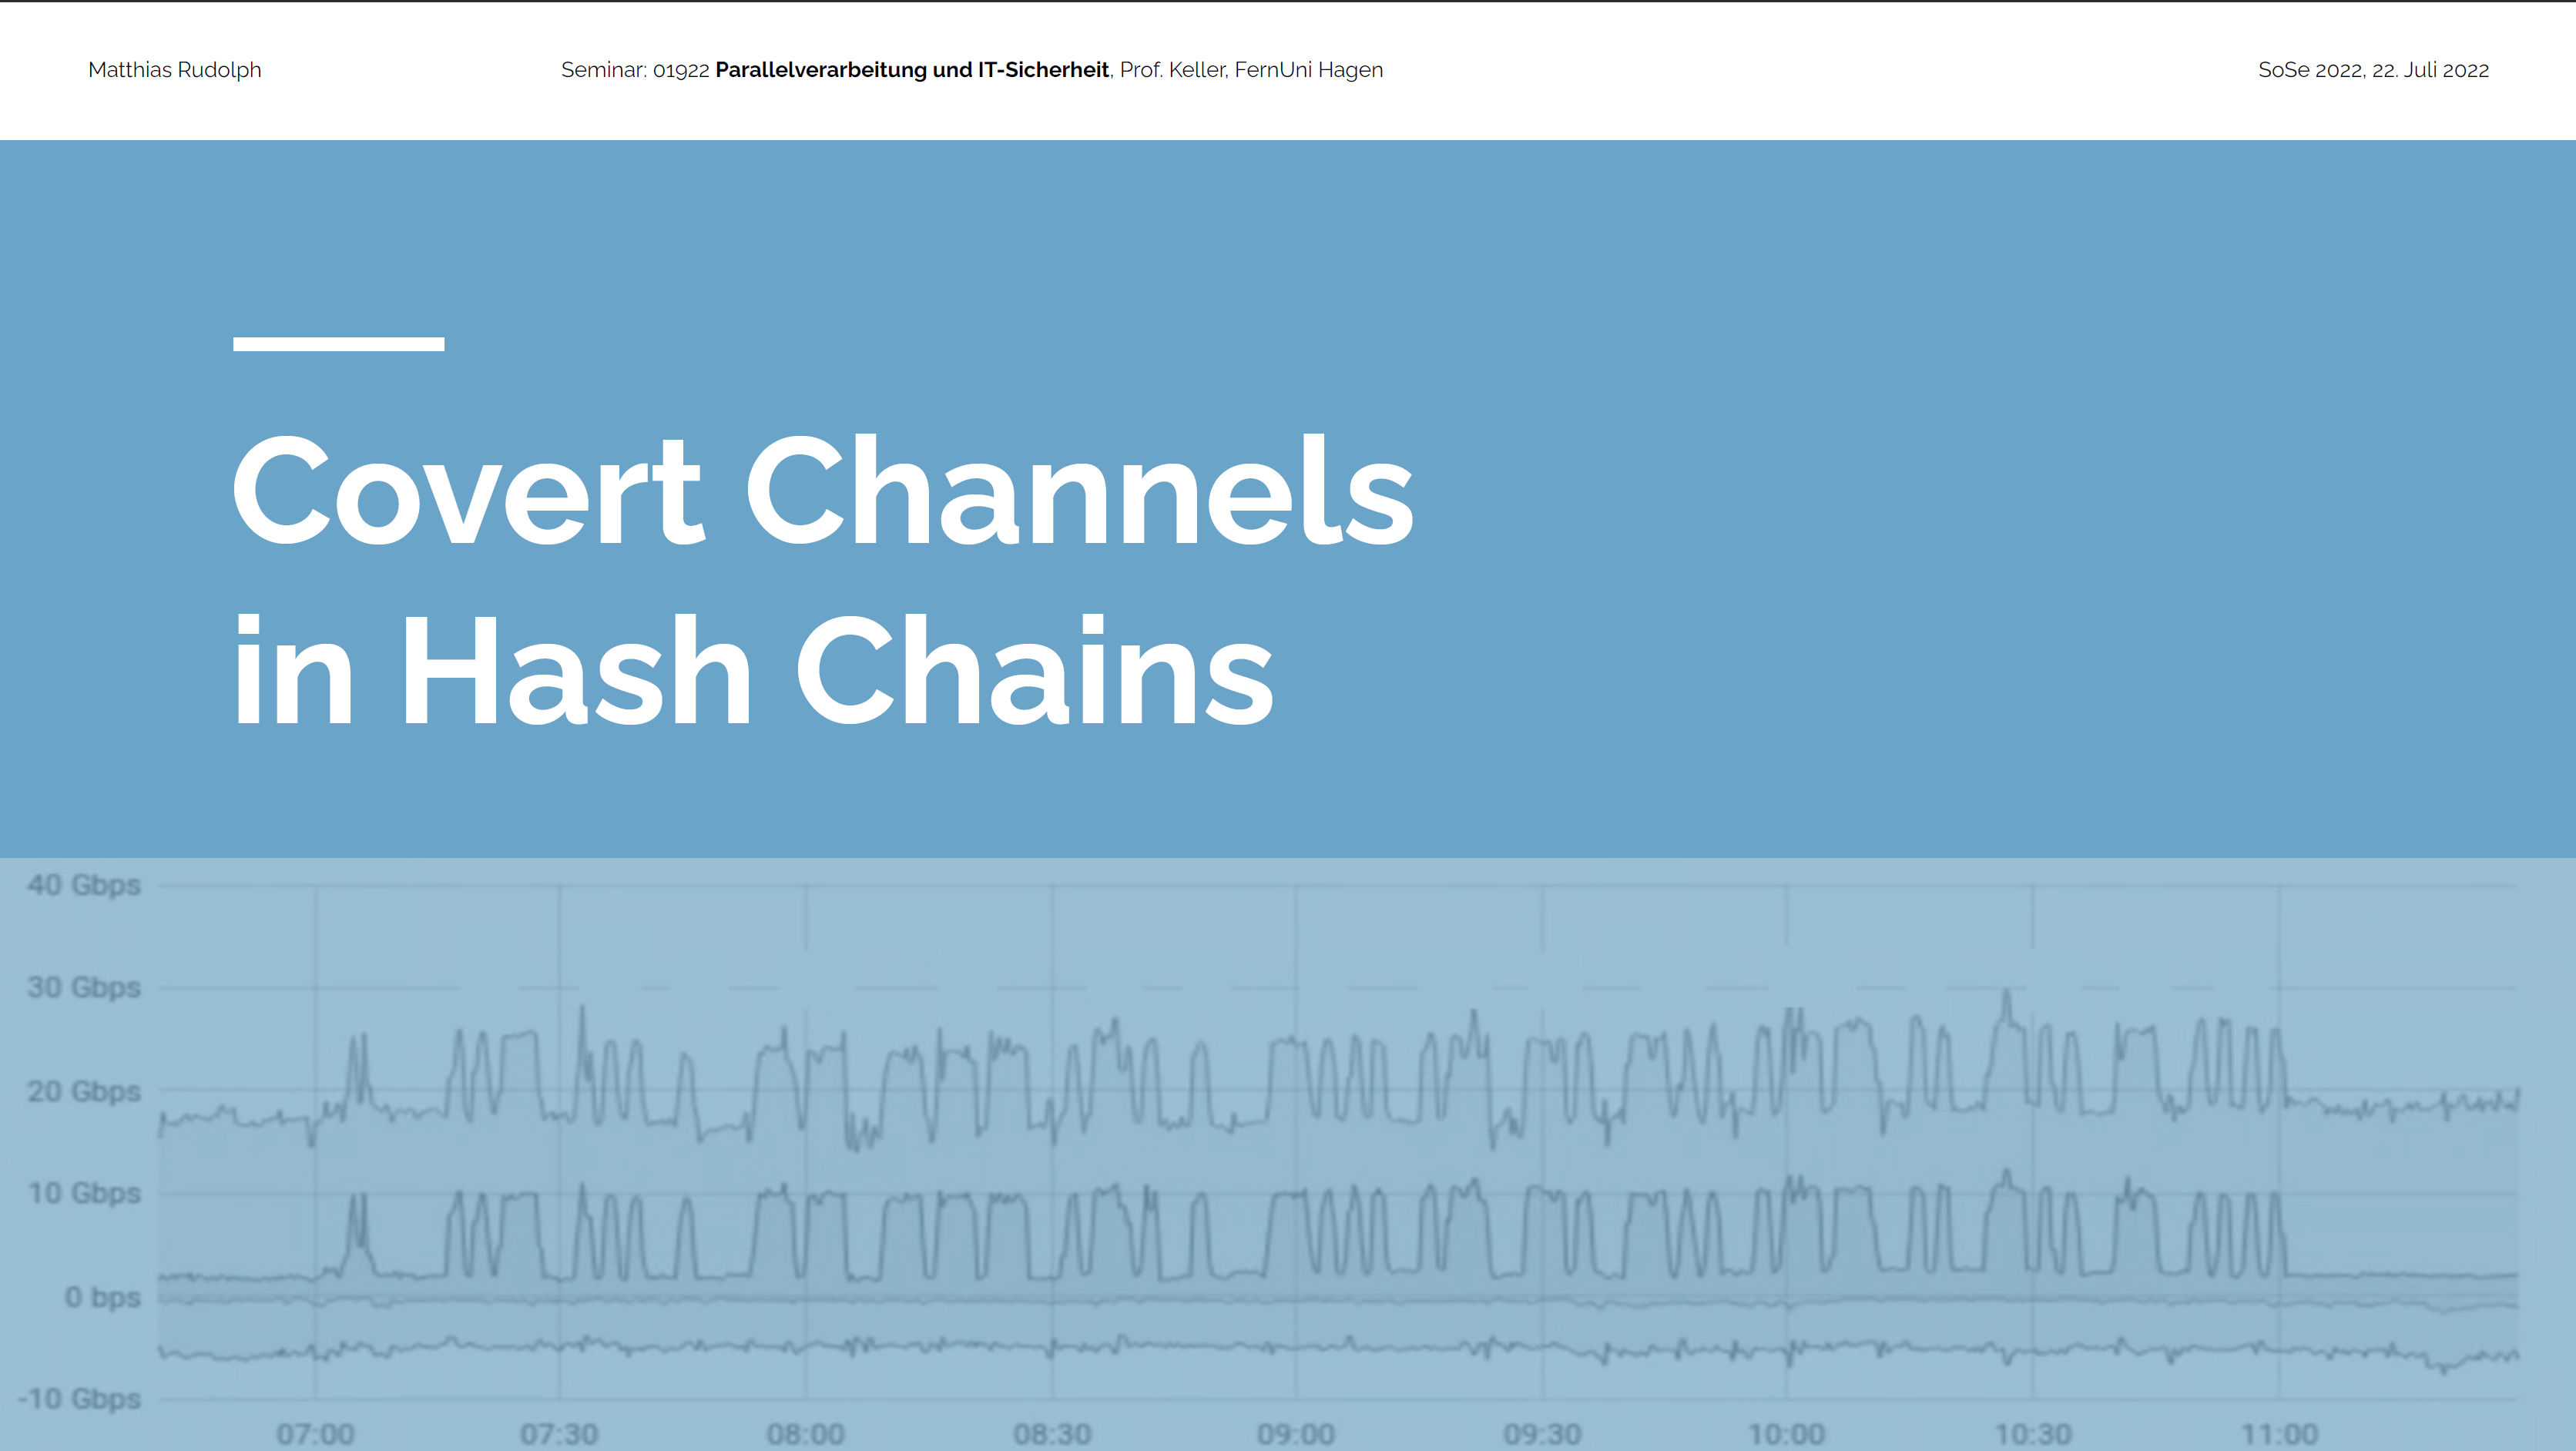 Matthias Rudolph
Seminar: 01922 Parallelverarbeitung und IT-Sicherheit, Prof. Keller, FernUni Hagen
SoSe 2022, 22. Juli 2022
Covert Channels
in Hash Chains
40 Gbps
30 Gbps
20 Gbps
10 Gbps
0 bps
-10 Gbps
07:00 07:30 08:00 08:30 09:00 09:30 10:00 10:30 11:00